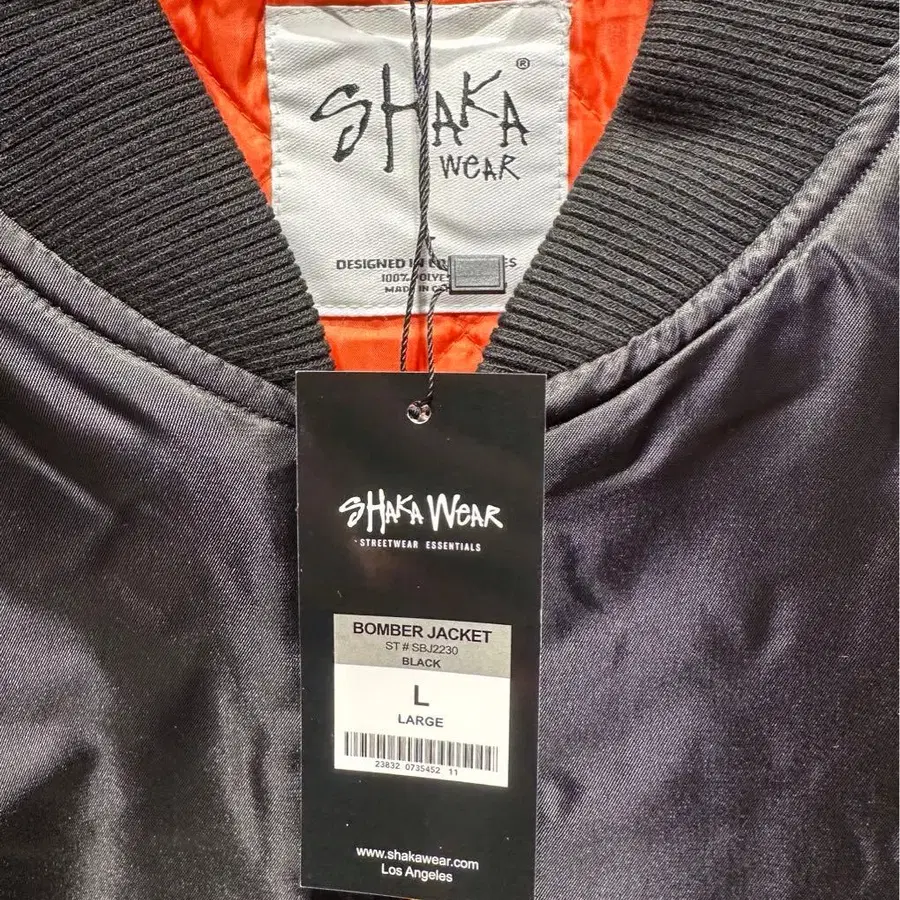 SHAKA
WEAR
®
DESIGNED IN
100%
MADE IN
SHAKA WEAR
STREETWEAR ESSENTIALS
BOMBER JACKET
ST # SBJ2230
BLACK
L
LARGE
23832 0735452 11
www.shakawear.com
Los Angeles